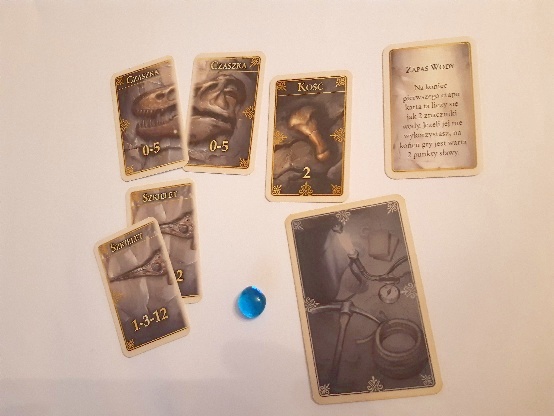 CZASZKA
0-5
CZASZKA
0-5
KOŚĆ
2
ZAPAS WODY
Na koniec
pierwszego etapu
karta ta liczy się
jak 2 znaczniki
wody. Jeżeli jej nie
wykorzystasz, na
koniec gry jest warta
2 punkty sławy.
SZKIELET
2
SZKIELET
1-3-12